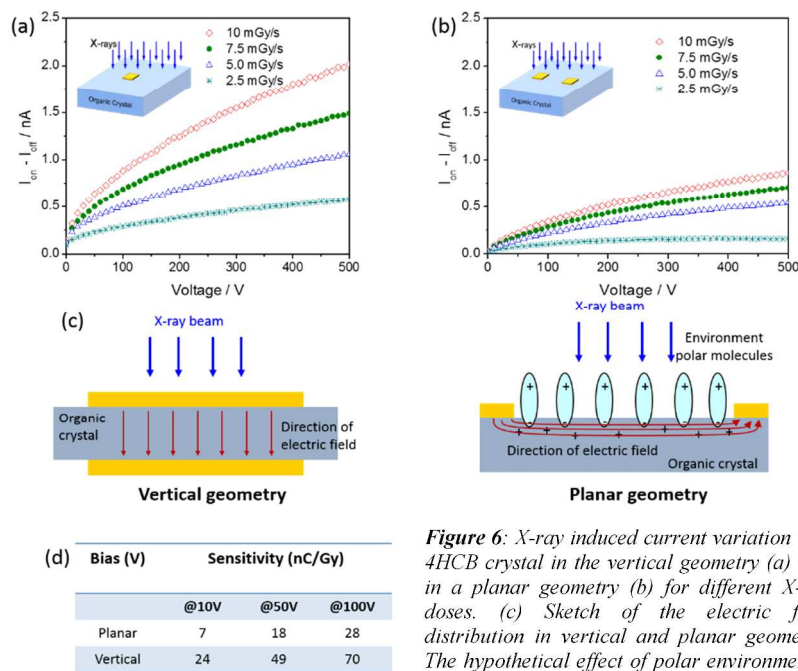 (a)
2.5
2.0
1.5
1.0
0.5
0.0
I_on - I_off / nA
X-rays
Organic Crystal
10 mGy/s
7.5 mGy/s
5.0 mGy/s
2.5 mGy/s
0 100 200 300 400 500
Voltage / V
(b)
2.5
2.0
1.5
1.0
0.5
0.0
I_on - I_off / nA
X-rays
Organic Crystal
10 mGy/s
7.5 mGy/s
5.0 mGy/s
2.5 mGy/s
0 100 200 300 400 500
Voltage / V
(c)
X-ray beam
Organic
crystal
Direction of
electric field
Vertical geometry
X-ray beam
Environment
polar molecules
+ + + + + +
- - - - - -
+ + + + + + +
Direction of electric field
Organic crystal
Planar geometry
(d) Bias (V) Sensitivity (nC/Gy)
@10V @50V @100V
Planar 7 18 28
Vertical 24 49 70
Figure 6: X-ray induced current variation
4HCB crystal in the vertical geometry (a)
in a planar geometry (b) for different X-
doses. (c) Sketch of the electric
distribution in vertical and planar
The hypothetical effect of polar